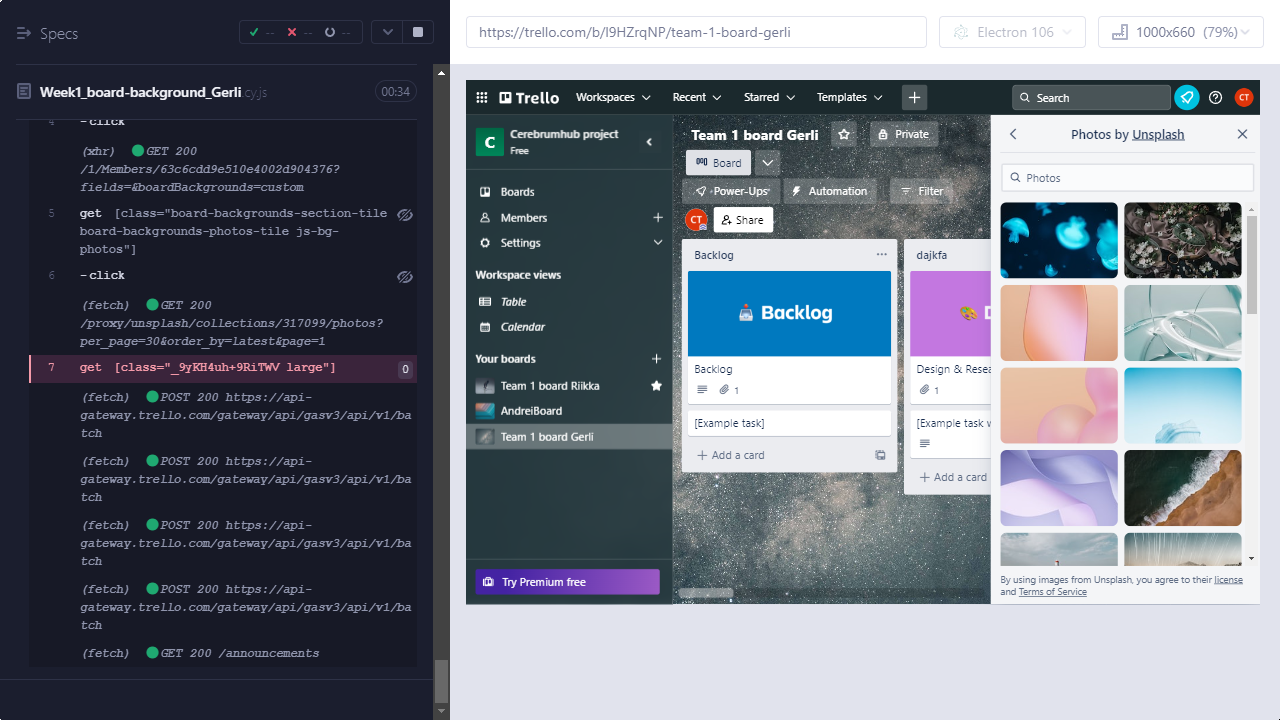 Specs
--
--
--
https://trello.com/b/I9HZrqNP/team-1-board-gerli
Electron 106
1000x660 (79%)
Week1_board-background_Gerli.cy.js
00:34
4 -click
(xhr) GET 200
/1/Members/63c6cdd9e510e4002d904376?
fields=&boardBackgrounds=custom
5 get [class="board-backgrounds-section-tile
board-backgrounds-photos-tile js-bg-
photos"]
6 -click
(fetch) GET 200
/proxy/unsplash/collections/317099/photos?
per_page=30&order_by=latest&page=1
7 get [class="_9yKH4uh+9RiTWV large"] 0
(fetch) POST 200 https://api-
gateway.trello.com/gateway/api/gasv3/api/v1/ba
tch
(fetch) POST 200 https://api-
gateway.trello.com/gateway/api/gasv3/api/v1/ba
tch
(fetch) POST 200 https://api-
gateway.trello.com/gateway/api/gasv3/api/v1/ba
tch
(fetch) POST 200 https://api-
gateway.trello.com/gateway/api/gasv3/api/v1/ba
tch
(fetch) GET 200 /announcements
Trello Workspaces Recent Starred Templates
Search
CT
C
Cerebrumhub project
Free
Boards
Members
Settings
Workspace views
Table
Calendar
Your boards
Team 1 board Riikka
AndreiBoard
Team 1 board Gerli
Try Premium free
Team 1 board Gerli
Private
Board
Power-Ups
Automation
Filter
CT
Share
Backlog
Backlog
Backlog
1
[Example task]
Add a card
dajkfa
D
Design & Resea
1
[Example task w
Add a card
Photos by Unsplash
Photos
By using images from Unsplash, you agree to their license
and Terms of Service